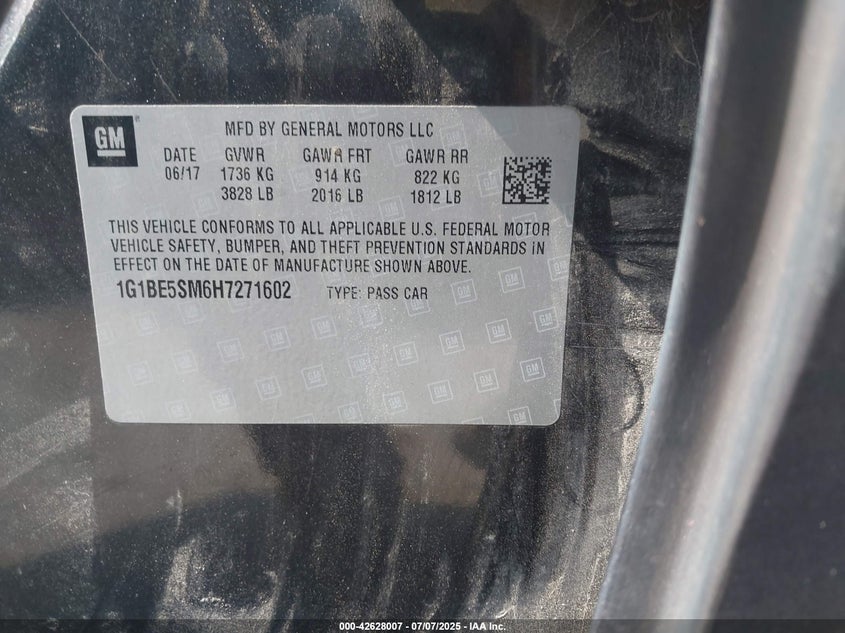 GM
MFD BY GENERAL MOTORS LLC
DATE GVWR GAWR FRT GAWR RR
06/17 1736 KG 914 KG 822 KG
3828 LB 2016 LB 1812 LB
THIS VEHICLE CONFORMS TO ALL APPLICABLE U.S. FEDERAL MOTOR
VEHICLE SAFETY, BUMPER, AND THEFT PREVENTION STANDARDS IN
EFFECT ON THE DATE OF MANUFACTURE SHOWN ABOVE.
1G1BE5SM6H7271602 TYPE: PASS CAR
000-42628007 / 07/07/2025 - IAA Inc.